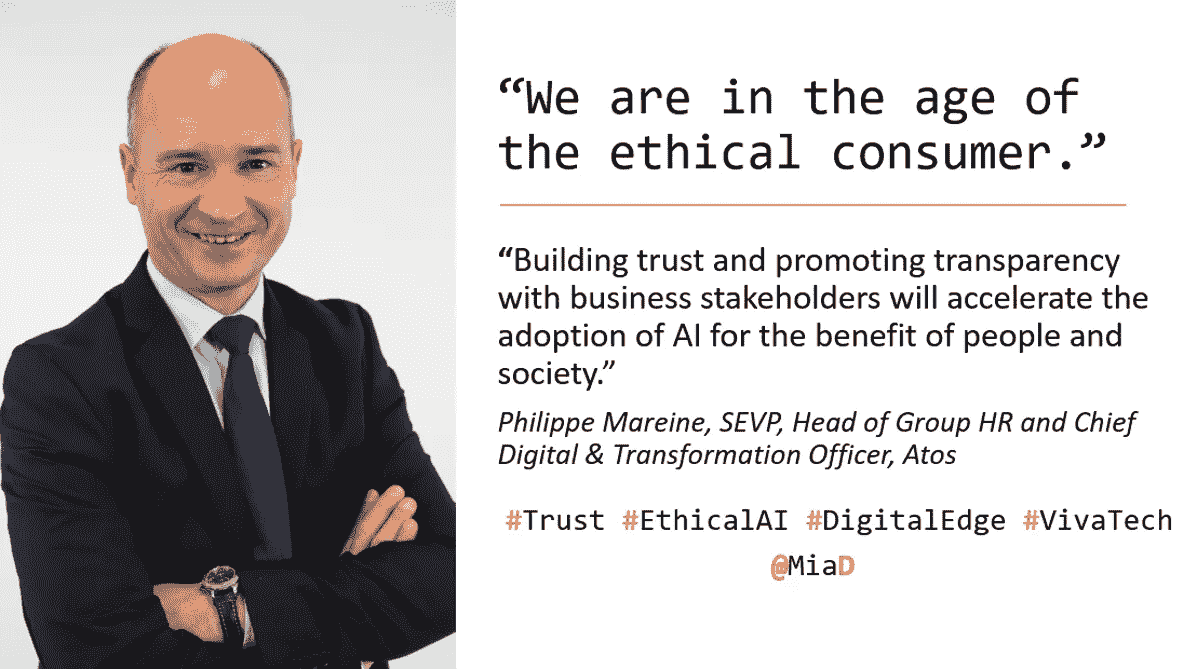 “We are in the age of
the ethical consumer.”
“Building trust and promoting transparency
with business stakeholders will accelerate the
adoption of AI for the benefit of people and
society.”
Philippe Mareine, SEVP, Head of Group HR and Chief
Digital & Transformation Officer, Atos
#Trust #EthicalAI #DigitalEdge #VivaTech
@MiaD